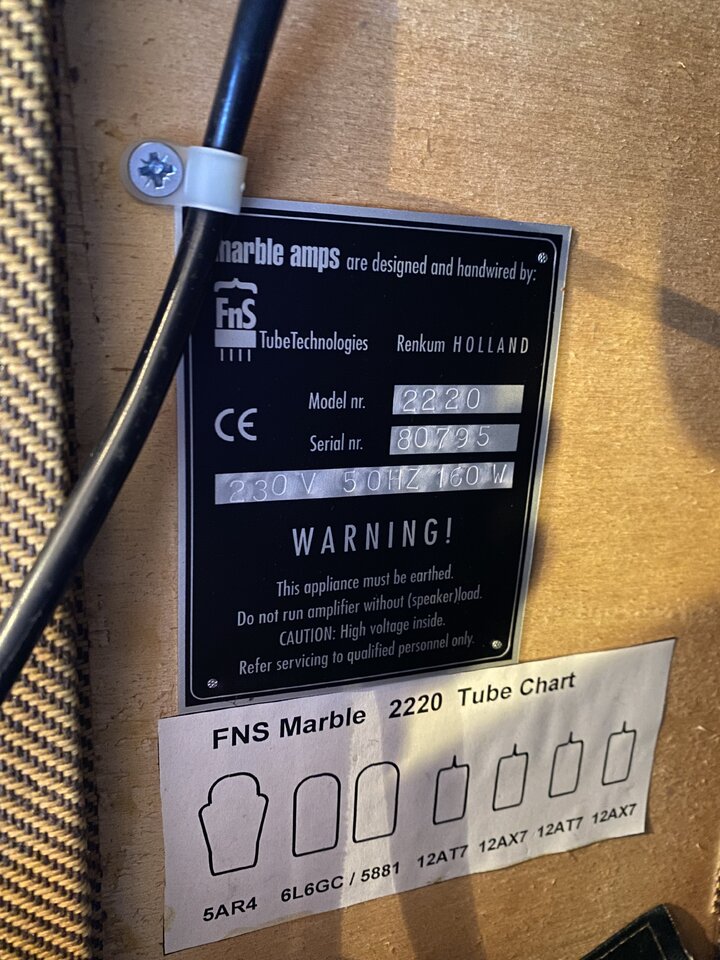 marble amps are designed and handwired by:
FnS
TubeTechnologies Renkum HOLLAND
CE Model nr. 2220
Serial nr. 80795
230V 50HZ 160W
WARNING!
This appliance must be earthed.
Do not run amplifier without (speaker)load.
CAUTION: High voltage inside.
Refer servicing to qualified personnel only.
FNS Marble 2220 Tube Chart
5AR4 6L6GC / 5881 12AT7 12AX7 12AT7 12AX7